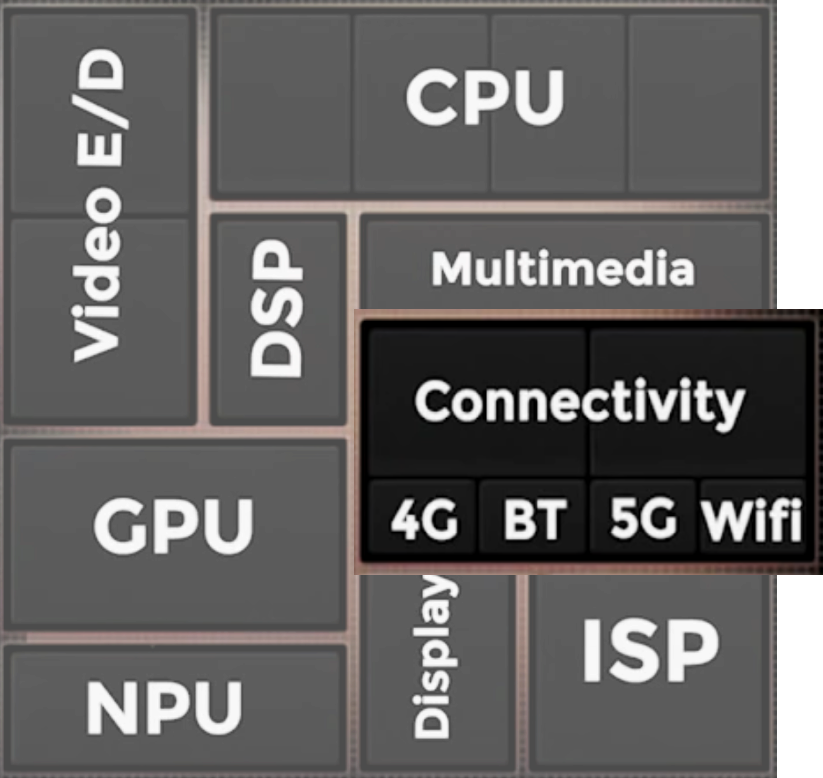 Video E/D
CPU
DSP
Multimedia
Connectivity
4G BT 5G Wifi
GPU
Display
ISP
NPU